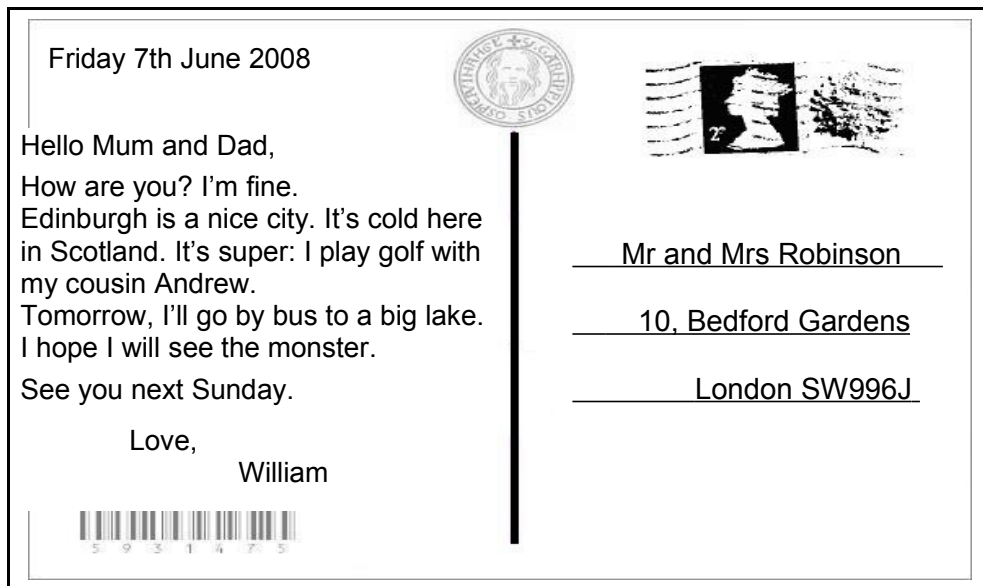 Friday 7th June 2008
Hello Mum and Dad,
How are you? I'm fine.
Edinburgh is a nice city. It's cold here
in Scotland. It's super: I play golf with
my cousin Andrew.
Tomorrow, I'll go by bus to a big lake.
I hope I will see the monster.
See you next Sunday.
Love,
William
5 9 3 1 4 7 5
Mr and Mrs Robinson
10, Bedford Gardens
London SW996J